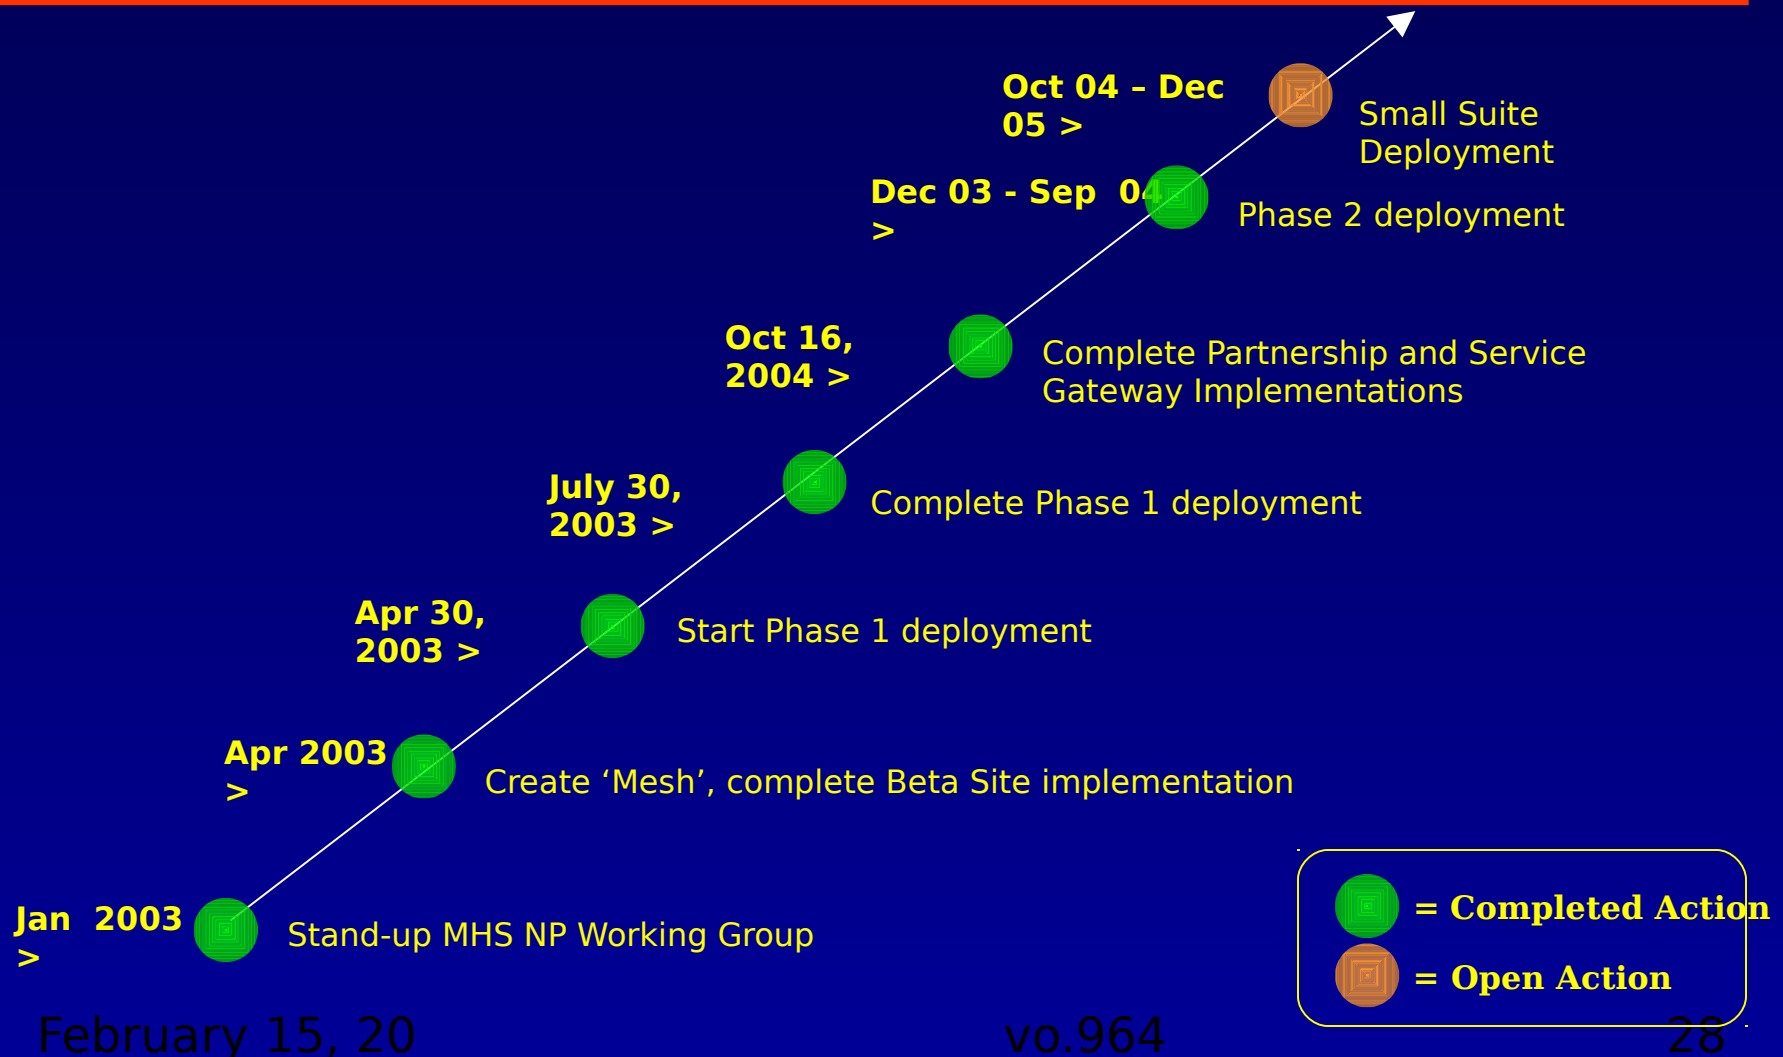 Oct 04 – Dec
05 >
Small Suite
Deployment
Dec 03 - Sep  04
>
Phase 2 deployment
Oct 16,
2004 >
Complete Partnership and Service
Gateway Implementations
July 30,
2003 >
Complete Phase 1 deployment
Apr 30,
2003 >
Start Phase 1 deployment
Apr 2003
>
Create ‘Mesh’, complete Beta Site implementation
Jan  2003
>
Stand-up MHS NP Working Group
= Completed Action
= Open Action
February 15, 20
vo.964
28